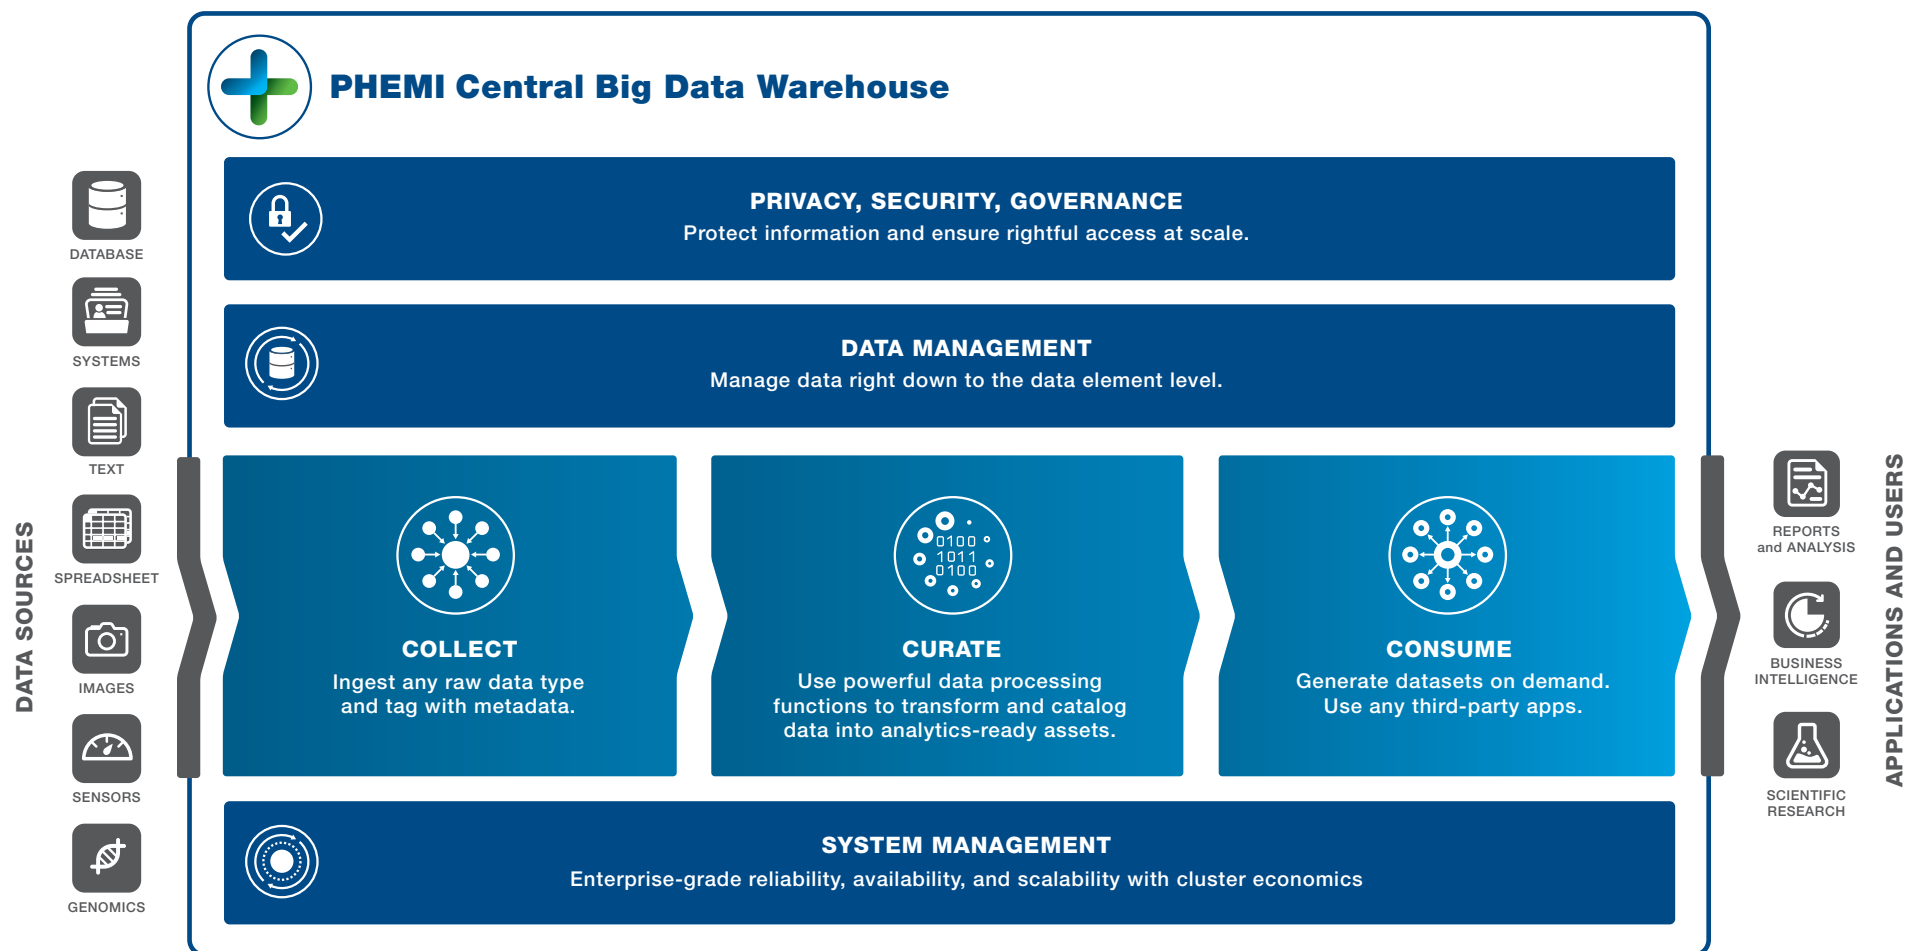 PHEMI Central Big Data Warehouse
DATA SOURCES
DATABASE
SYSTEMS
TEXT
SPREADSHEET
IMAGES
SENSORS
GENOMICS
PRIVACY, SECURITY, GOVERNANCE
Protect information and ensure rightful access at scale.
DATA MANAGEMENT
Manage data right down to the data element level.
COLLECT
Ingest any raw data type
and tag with metadata.
0100
1011
0100
CURATE
Use powerful data processing
functions to transform and catalog
data into analytics-ready assets.
CONSUME
Generate datasets on demand.
Use any third-party apps.
SYSTEM MANAGEMENT
Enterprise-grade reliability, availability, and scalability with cluster economics
REPORTS
and ANALYSIS
BUSINESS
INTELLIGENCE
SCIENTIFIC
RESEARCH
APPLICATIONS AND USERS